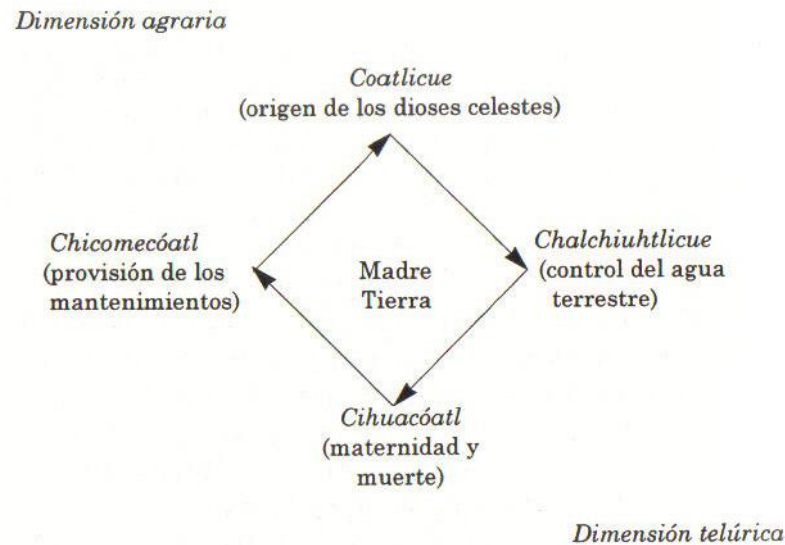 Dimensión agraria
Coatlicue
(origen de los dioses celestes)
Chicomecóatl
(provisión de los
mantenimientos)
Madre
Tierra
Chalchiuhtlicue
(control del agua
terrestre)
Cihuacóatl
(maternidad y
muerte)
Dimensión telúrica